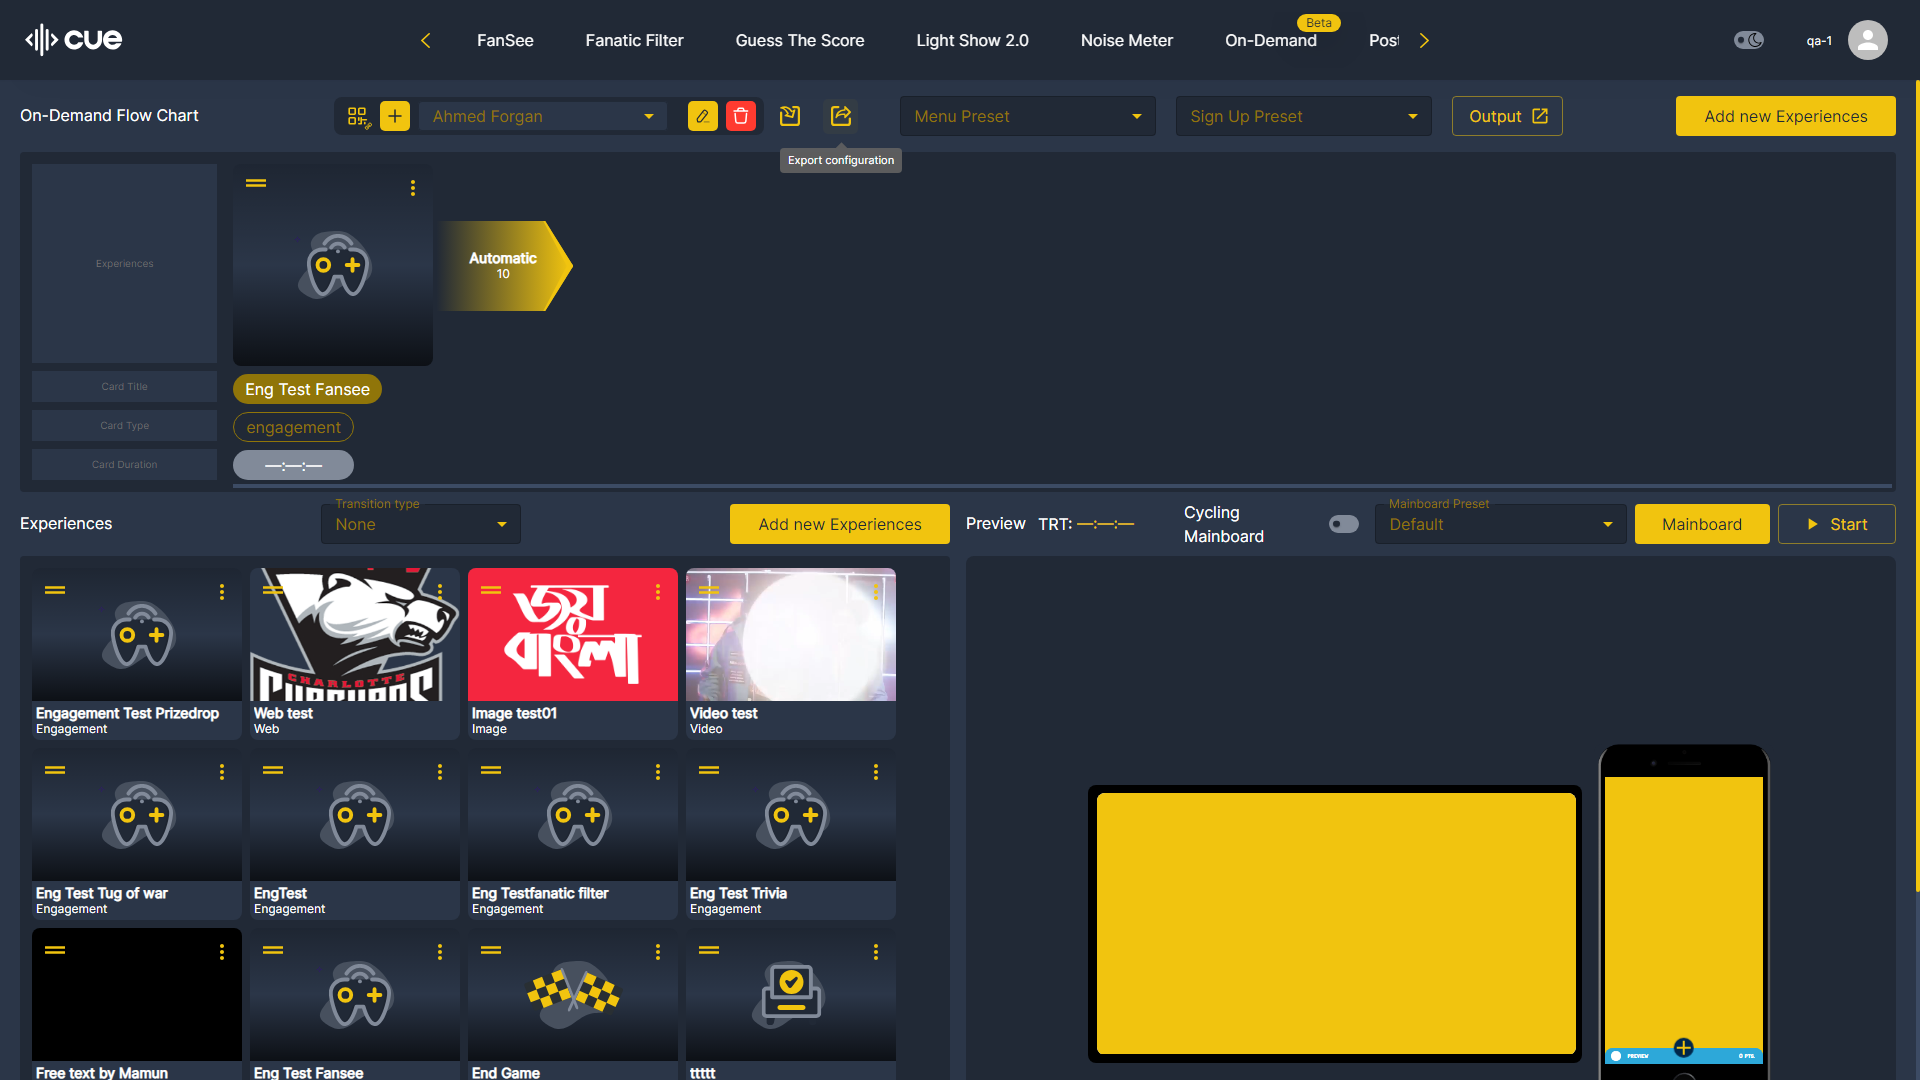 cue
FanSee
Fanatic Filter
Guess The Score
Light Show 2.0
Noise Meter
Beta
On-Demand
qa-1
On-Demand Flow Chart
Ahmed Forgan
Menu Preset
Sign Up Preset
Output
Add new Experiences
Export configuration
Experiences
Automatic
10
Card Title
Eng Test Fansee
Card Type
engagement
Card Duration
—:—:—
Experiences
Transition type
None
Add new Experiences
Preview
TRT: —:—:—
Cycling
Mainboard
Mainboard Preset
Default
Mainboard
Start
জয়
বাংলা
CHARLOTTE
Engagement Test Prizedrop
Engagement
Web test
Web
Image test01
Image
Video test
Video
Eng Test Tug of war
Engagement
EngTest
Engagement
Eng Testfanatic filter
Engagement
Eng Test Trivia
Engagement
Free text by Mamun
Eng Test Fansee
End Game
ttttt
PREVIEW
0 PTS.